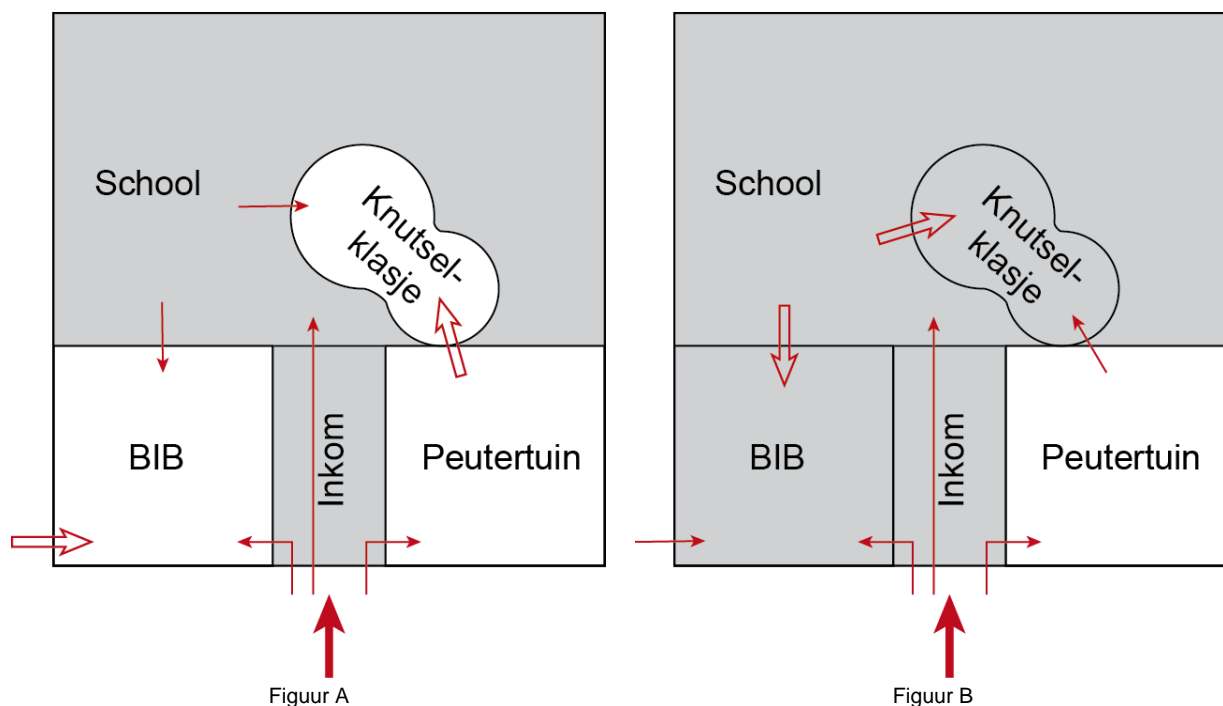 School
Knutsel-
klasje
BIB
Inkom
Peutertuin
Figuur A
School
Knutsel-
klasje
BIB
Inkom
Peutertuin
Figuur B